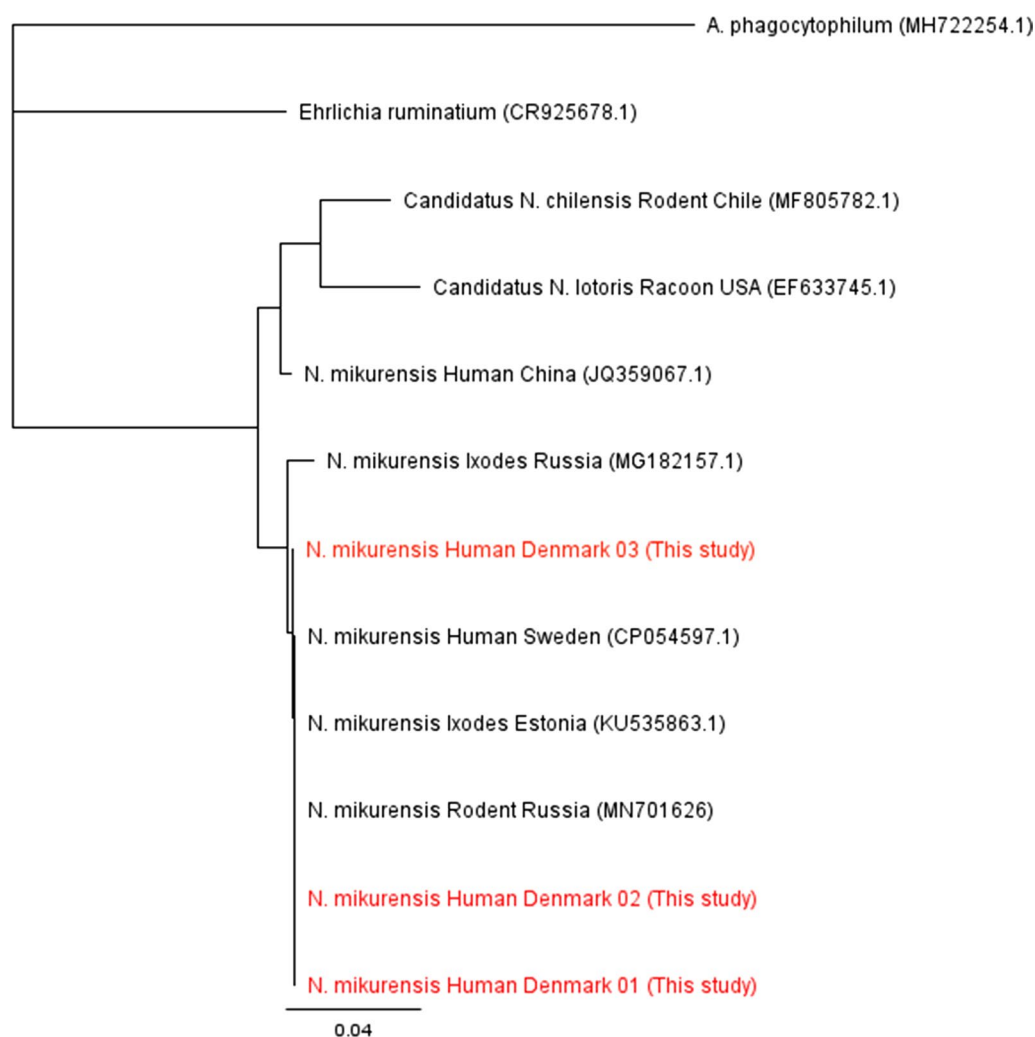 A. phagocytophilum (MH722254.1)
Ehrlichia ruminatium (CR925678.1)
Candidatus N. chilensis Rodent Chile (MF805782.1)
Candidatus N. lotoris Racoon USA (EF633745.1)
N. mikurensis Human China (JQ359067.1)
N. mikurensis Ixodes Russia (MG182157.1)
N. mikurensis Human Denmark 03 (This study)
N. mikurensis Human Sweden (CP054597.1)
N. mikurensis Ixodes Estonia (KU535863.1)
N. mikurensis Rodent Russia (MN701626)
N. mikurensis Human Denmark 02 (This study)
N. mikurensis Human Denmark 01 (This study)
0.04